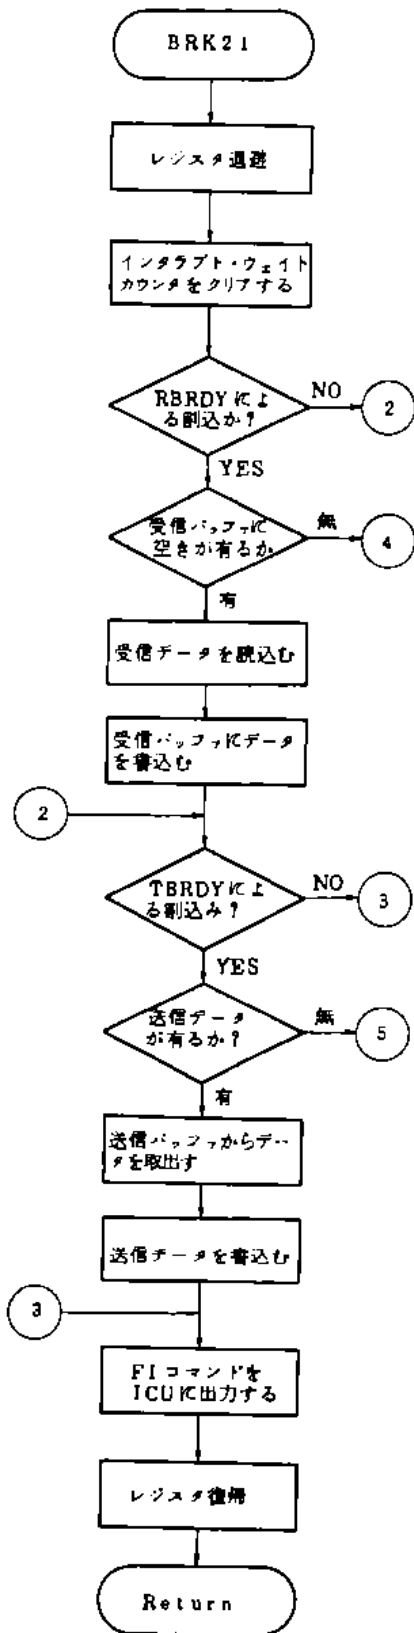 BRK21
レジスタ退避
インタラプト・ウェイト
カウンタをクリアする
RBRDYによ
る割込か?
NO
2
YES
受信バッファに
空きが有るか
無
4
有
受信データを読込む
受信バッファにデータ
を書込む
2
TBRDYによ
る割込み?
NO
3
YES
送信データ
が有るか?
無
5
有
送信バッファからデー
タを取出す
送信データを書込む
3
FIコマンドを
ICUに出力する
レジスタ復帰
Return